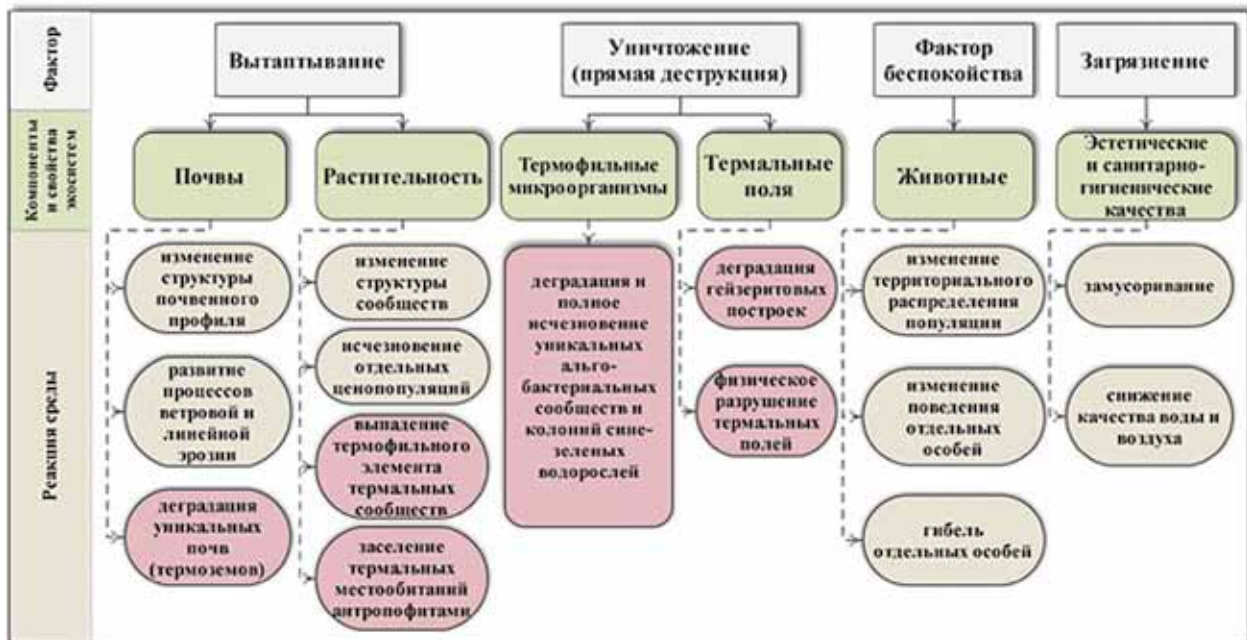 Фактор
Вытаптывание
Уничтожение
(прямая деструкция)
Фактор
беспокойства
Загрязнение
Компоненты
и свойства
экосистем
Почвы
Растительность
Термофильные
микроорганизмы
Термальные
поля
Животные
Эстетические
и санитарно-
гигиенические
качества
Реакция среды
изменение
структуры
почвенного
профиля
развитие
процессов
ветровой и
линейной
эрозии
деградация
уникальных
почв
(термоземов)
изменение
структуры
сообществ
исчезновение
отдельных
ценопопуляций
выпадение
термофильного
элемента
термальных
сообществ
заселение
термальных
местообитаний
антропофитами
деградация и
полное
исчезновение
уникальных
альго-
бактериальных
сообществ и
колоний сине-
зеленых
водорослей
деградация
гейзеритовых
построек
физическое
разрушение
термальных
полей
изменение
территориального
распределения
популяции
изменение
поведения
отдельных
особей
гибель
отдельных особей
замусоривание
снижение
качества воды и
воздуха